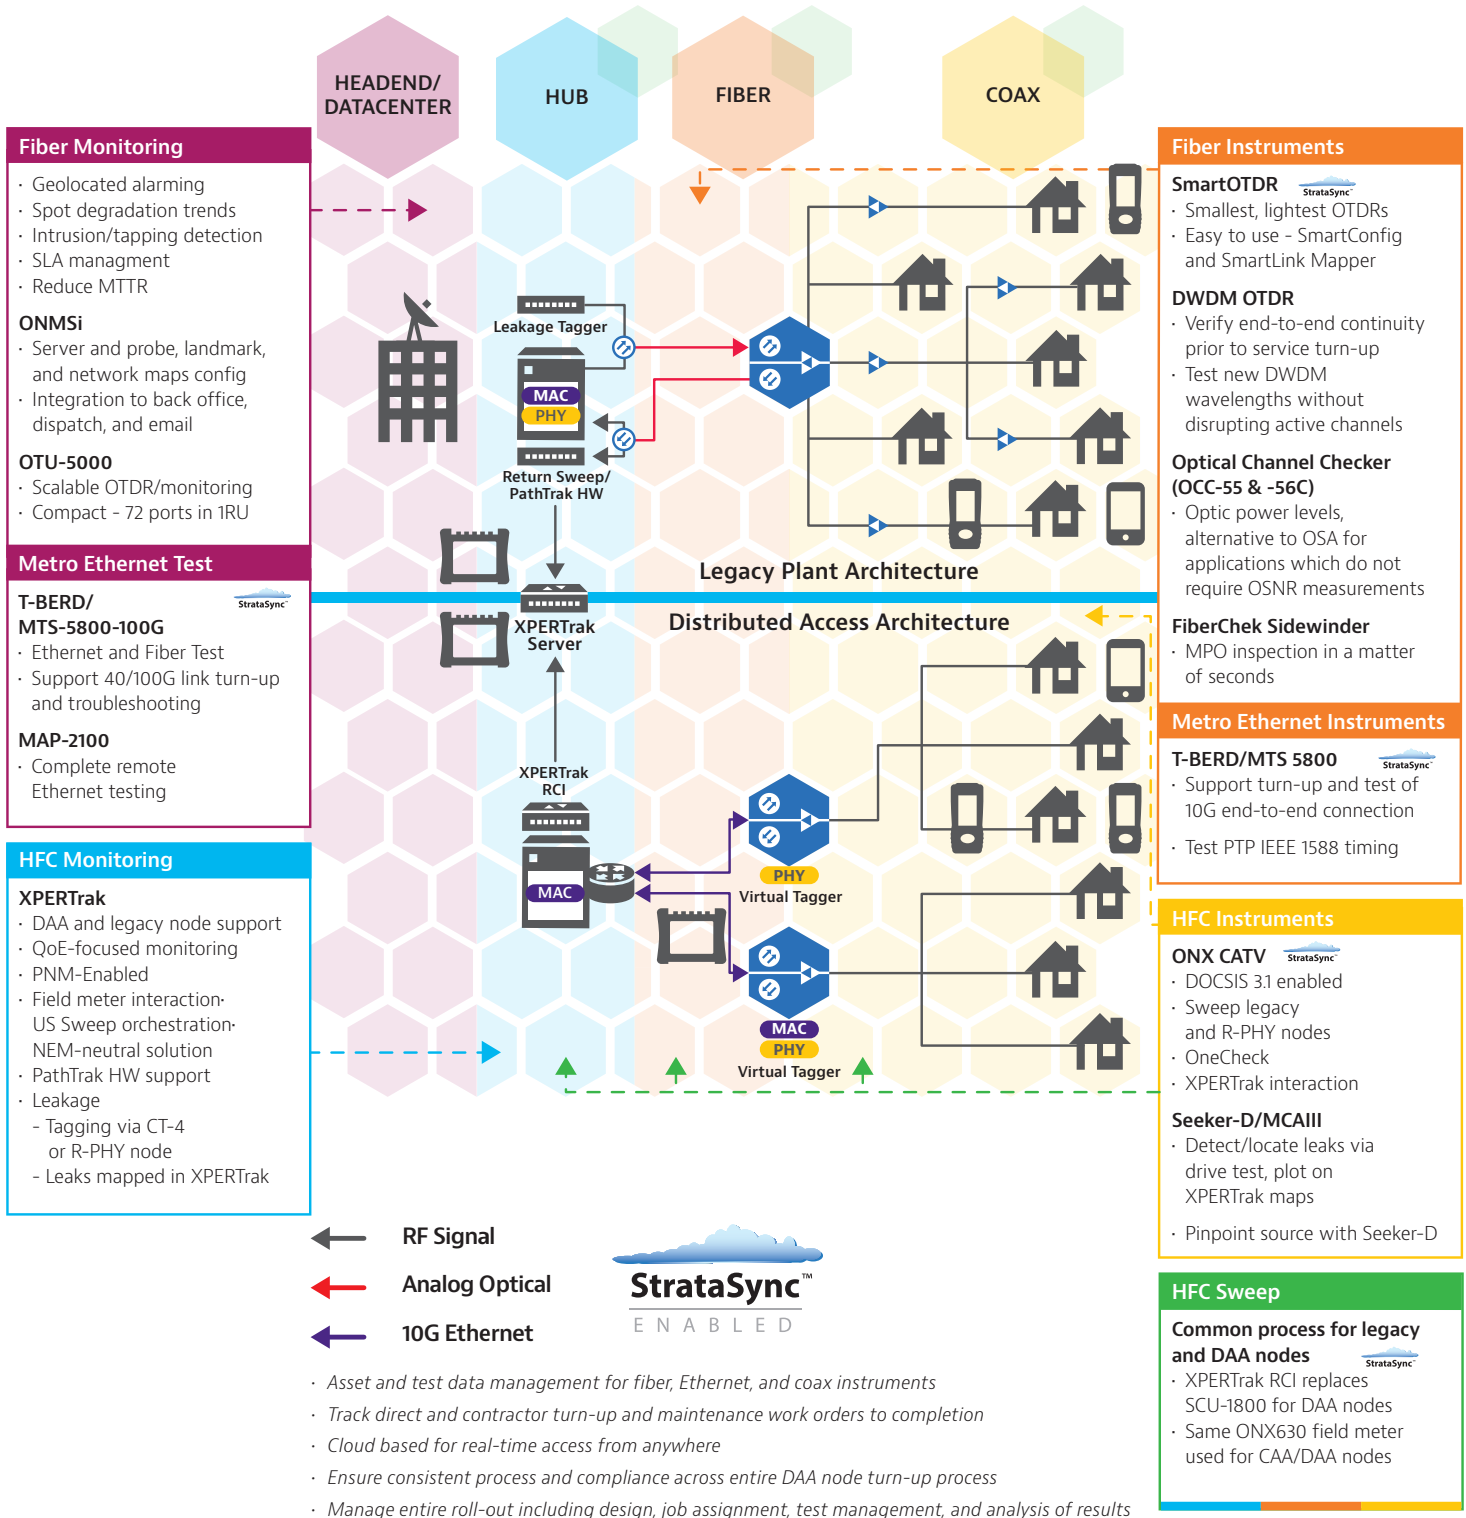 HEADEND/
DATACENTER
HUB
FIBER
COAX
Fiber Monitoring
· Geolocated alarming
· Spot degradation trends
· Intrusion/tapping detection
· SLA managment
· Reduce MTTR
ONMSi
· Server and probe, landmark,
and network maps config
· Integration to back office,
dispatch, and email
OTU-5000
· Scalable OTDR/monitoring
· Compact - 72 ports in 1RU
Metro Ethernet Test
T-BERD/
MTS-5800-100G
StrataSync™
· Ethernet and Fiber Test
· Support 40/100G link turn-up
and troubleshooting
MAP-2100
· Complete remote
Ethernet testing
HFC Monitoring
XPERTrak
· DAA and legacy node support
· QoE-focused monitoring
· PNM-Enabled
· Field meter interaction·
US Sweep orchestration·
NEM-neutral solution
· PathTrak HW support
· Leakage
- Tagging via CT-4
or R-PHY node
- Leaks mapped in XPERTrak
Leakage Tagger
MAC
PHY
Return Sweep/
PathTrak HW
Legacy Plant Architecture
XPERTrak
Server
Distributed Access Architecture
XPERTrak
RCI
MAC
PHY
Virtual Tagger
MAC
PHY
Virtual Tagger
Fiber Instruments
SmartOTDR StrataSync™
· Smallest, lightest OTDRs
· Easy to use - SmartConfig
and SmartLink Mapper
DWDM OTDR
· Verify end-to-end continuity
prior to service turn-up
· Test new DWDM
wavelengths without
disrupting active channels
Optical Channel Checker
(OCC-55 & -56C)
· Optic power levels,
alternative to OSA for
applications which do not
require OSNR measurements
FiberChek Sidewinder
· MPO inspection in a matter
of seconds
Metro Ethernet Instruments
T-BERD/MTS 5800 StrataSync™
· Support turn-up and test of
10G end-to-end connection
· Test PTP IEEE 1588 timing
HFC Instruments
ONX CATV StrataSync™
· DOCSIS 3.1 enabled
· Sweep legacy
and R-PHY nodes
· OneCheck
· XPERTrak interaction
Seeker-D/MCAIII
· Detect/locate leaks via
drive test, plot on
XPERTrak maps
· Pinpoint source with Seeker-D
HFC Sweep
Common process for legacy
and DAA nodes StrataSync™
· XPERTrak RCI replaces
SCU-1800 for DAA nodes
· Same ONX630 field meter
used for CAA/DAA nodes
RF Signal
Analog Optical
10G Ethernet
StrataSync™
ENABLED
· Asset and test data management for fiber, Ethernet, and coax instruments
· Track direct and contractor turn-up and maintenance work orders to completion
· Cloud based for real-time access from anywhere
· Ensure consistent process and compliance across entire DAA node turn-up process
· Manage entire roll-out including design, job assignment, test management, and analysis of results